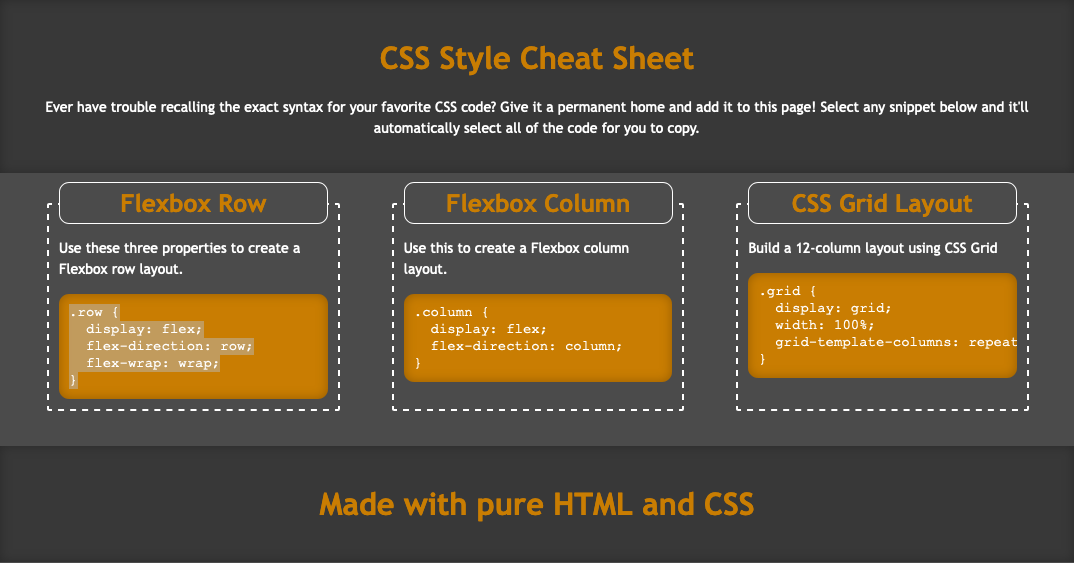 CSS Style Cheat Sheet
Ever have trouble recalling the exact syntax for your favorite CSS code? Give it a permanent home and add it to this page! Select any snippet below and it'll
automatically select all of the code for you to copy.
Flexbox Row
Use these three properties to create a
Flexbox row layout.
.row {
  display: flex;
  flex-direction: row;
  flex-wrap: wrap;
}
Flexbox Column
Use this to create a Flexbox column
layout.
.column {
  display: flex;
  flex-direction: column;
}
CSS Grid Layout
Build a 12-column layout using CSS Grid
.grid {
  display: grid;
  width: 100%;
  grid-template-columns: repeat
}
Made with pure HTML and CSS